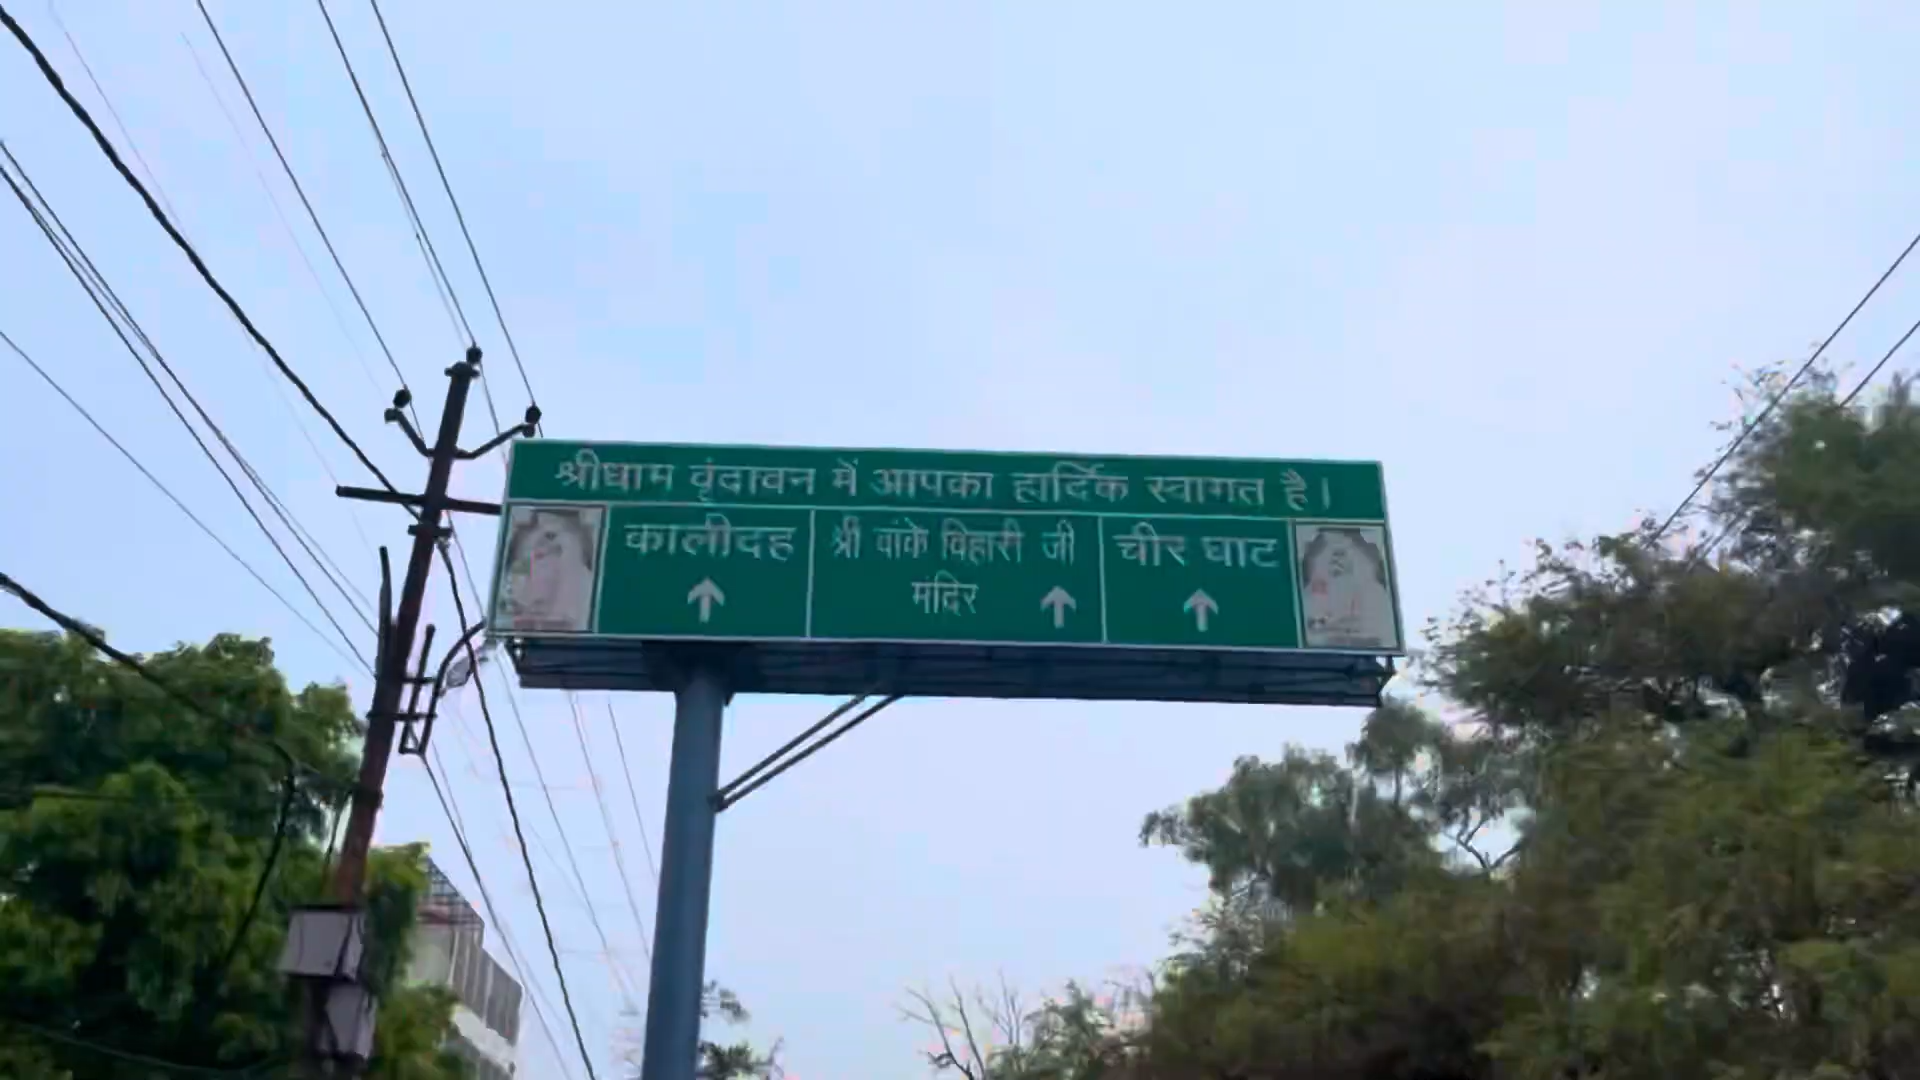 श्रीधाम वृंदावन में आपका हार्दिक स्वागत है।
कालीदह
श्री वांके विहारी जी
मंदिर
चीर घाट